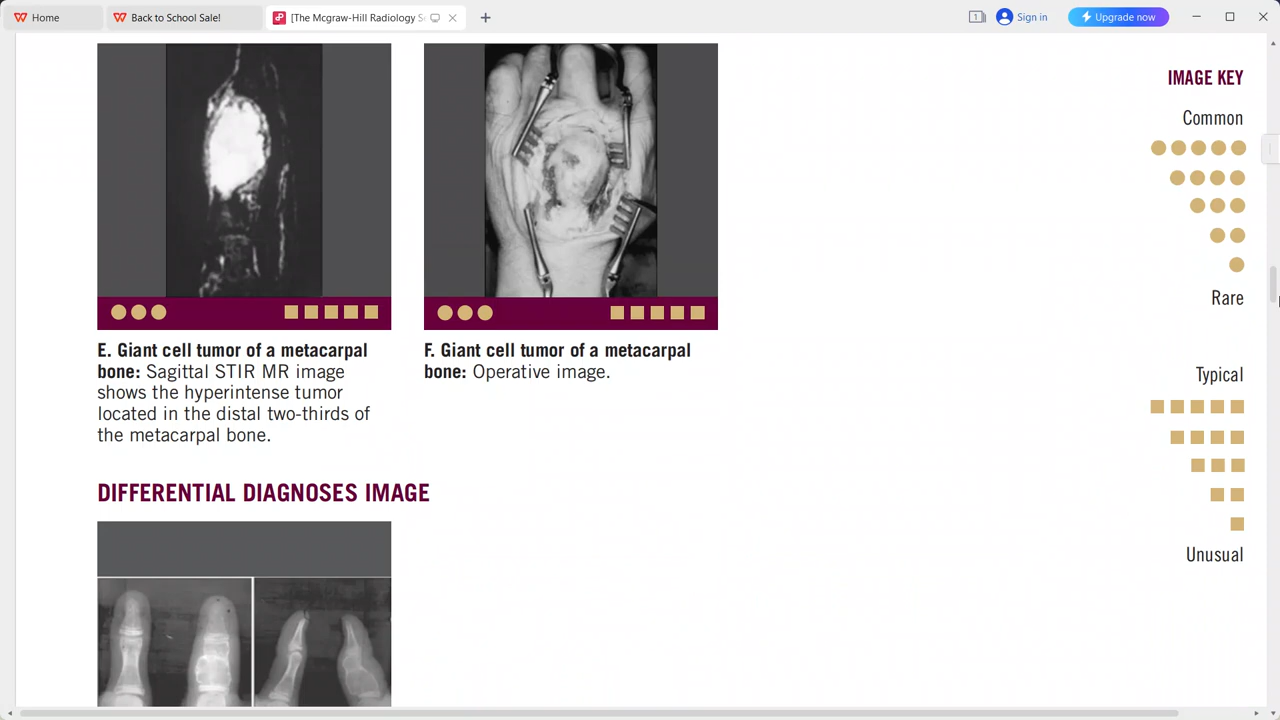 Home
Back to School Sale!
[The Mcgraw-Hill Radiology S
1
Sign in
Upgrade now
IMAGE KEY
Common
Rare
Typical
Unusual
E. Giant cell tumor of a metacarpal
bone: Sagittal STIR MR image
shows the hyperintense tumor
located in the distal two-thirds of
the metacarpal bone.
F. Giant cell tumor of a metacarpal
bone: Operative image.
DIFFERENTIAL DIAGNOSES IMAGE